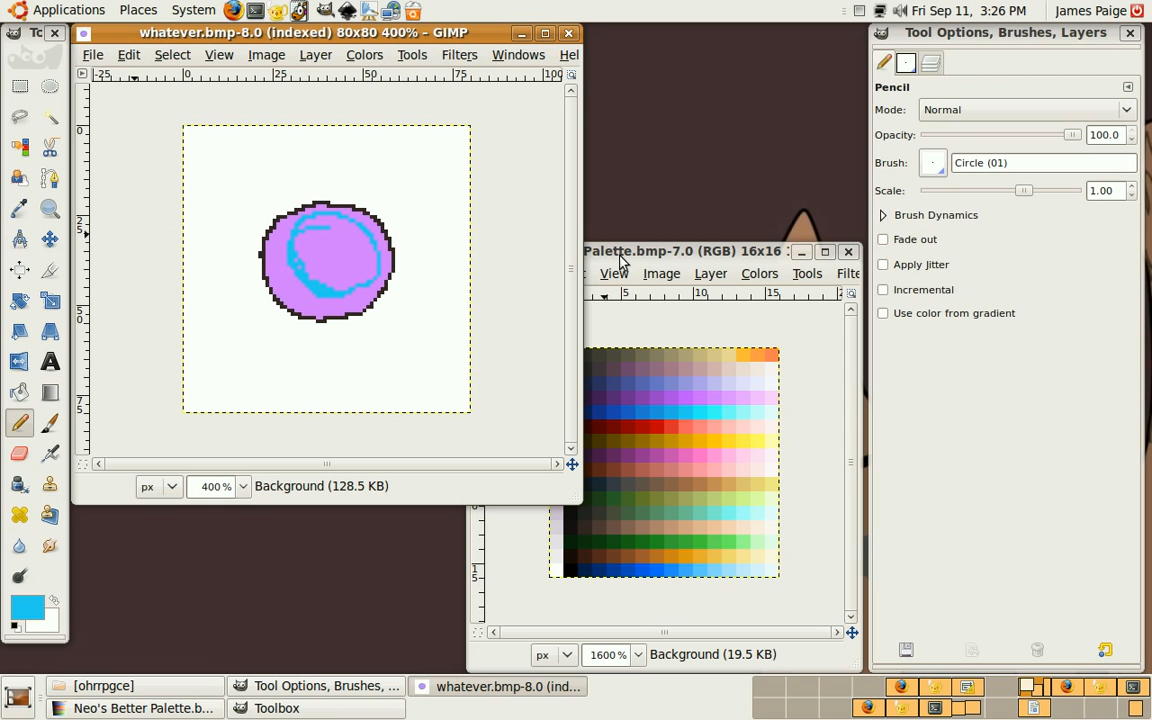 Applications Places System Fri Sep 11, 3:26 PM James Paige
whatever.bmp-8.0 (indexed) 80x80 400% – GIMP
Tool Options, Brushes, Layers
File Edit Select View Image Layer Colors Tools Filters Windows Hel
-25 0 25 50 75 100
Pencil
Mode: Normal
Opacity: 100.0
Brush: Circle (01)
Scale: 1.00
Brush Dynamics
Fade out
Apply Jitter
Incremental
Use color from gradient
Palette.bmp-7.0 (RGB) 16x16
View Image Layer Colors Tools Filte
5 10 15
px 400% Background (128.5 KB)
px 1600% Background (19.5 KB)
[ohrrpgce] Tool Options, Brushes, ... whatever.bmp-8.0 (ind...
Neo's Better Palette.b... Toolbox